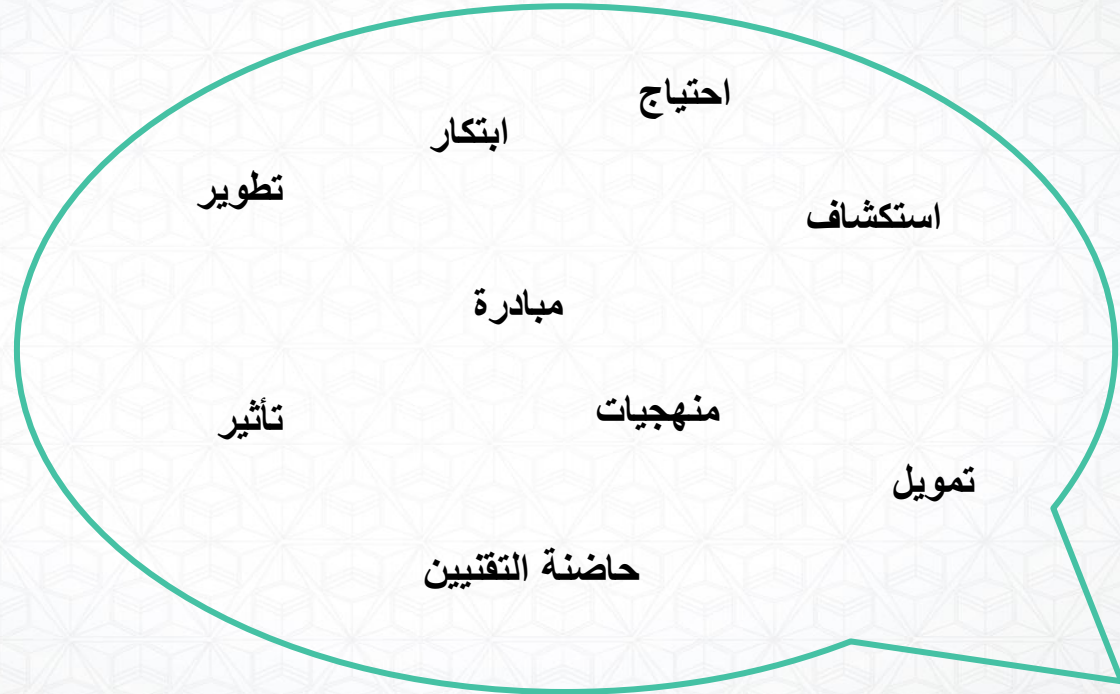 احتياج
ابتكار
تطوير
استكشاف
مبادرة
منهجيات
تأثير
تمويل
حاضنة التقنيين